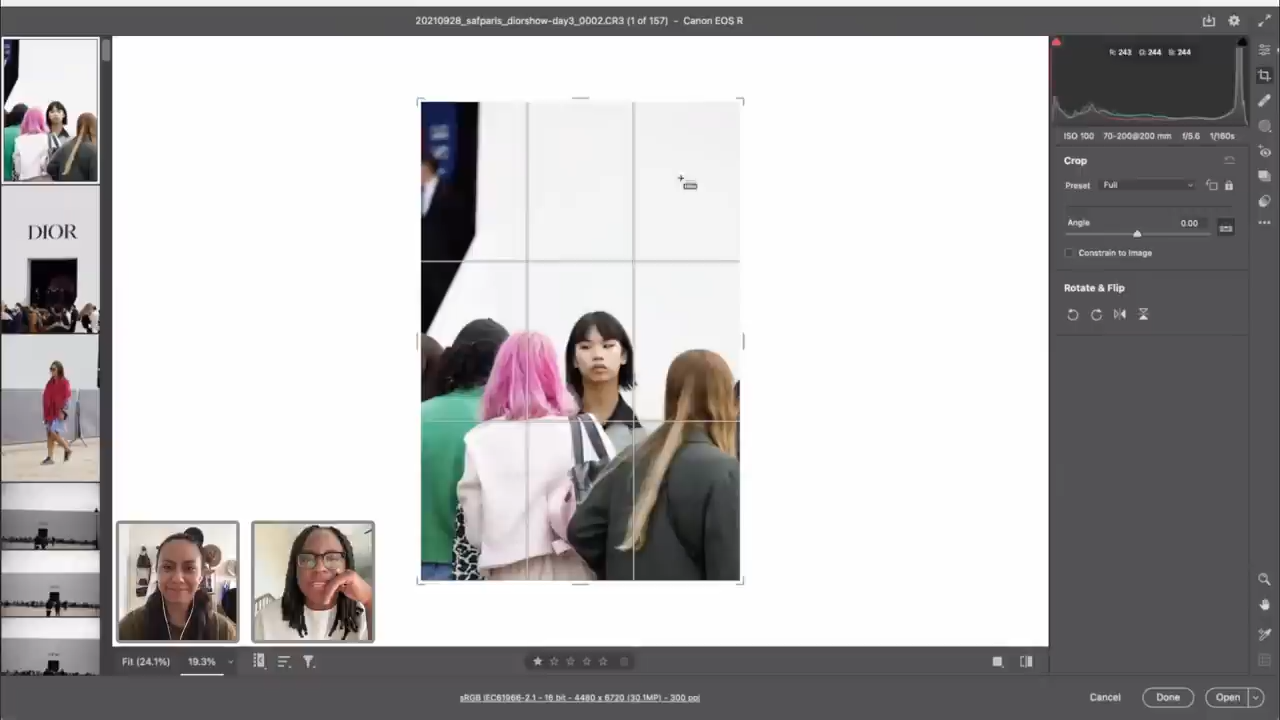 20210928_safparis_diorshow-day3_0002.CR3 (1 of 157) - Canon EOS R
R: 243 G: 244 B: 244
ISO 100 70-200@200 mm f/5.6 1/160s
Crop
Preset Full
Angle 0.00
Constrain to Image
Rotate & Flip
DIOR
Fit (24.1%) 19.3%
sRGB IEC61966-2.1 - 16 bit - 4480 x 6720 (30.1MP) - 300 ppi
Cancel Done Open